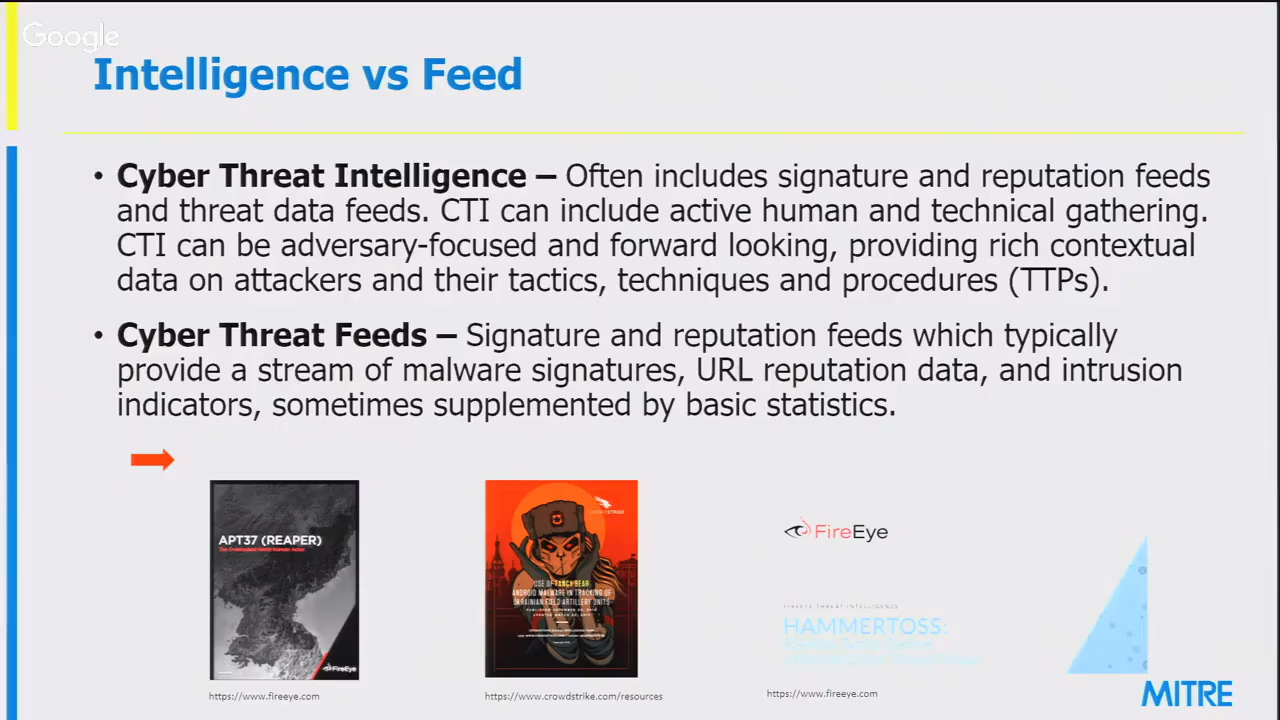 Google
Intelligence vs Feed
• Cyber Threat Intelligence – Often includes signature and reputation feeds
and threat data feeds. CTI can include active human and technical gathering.
CTI can be adversary-focused and forward looking, providing rich contextual
data on attackers and their tactics, techniques and procedures (TTPs).
• Cyber Threat Feeds – Signature and reputation feeds which typically
provide a stream of malware signatures, URL reputation data, and intrusion
indicators, sometimes supplemented by basic statistics.
APT37 (REAPER)
The Overlooked North Korean Actor
FireEye
https://www.fireeye.com
CROWDSTRIKE
USE OF FANCY BEAR
ANDROID MALWARE IN TRACKING OF
UKRAINIAN FIELD ARTILLERY UNITS
https://www.crowdstrike.com/resources
FireEye
FIREEYE THREAT INTELLIGENCE
HAMMERTOSS:
https://www.fireeye.com
MITRE